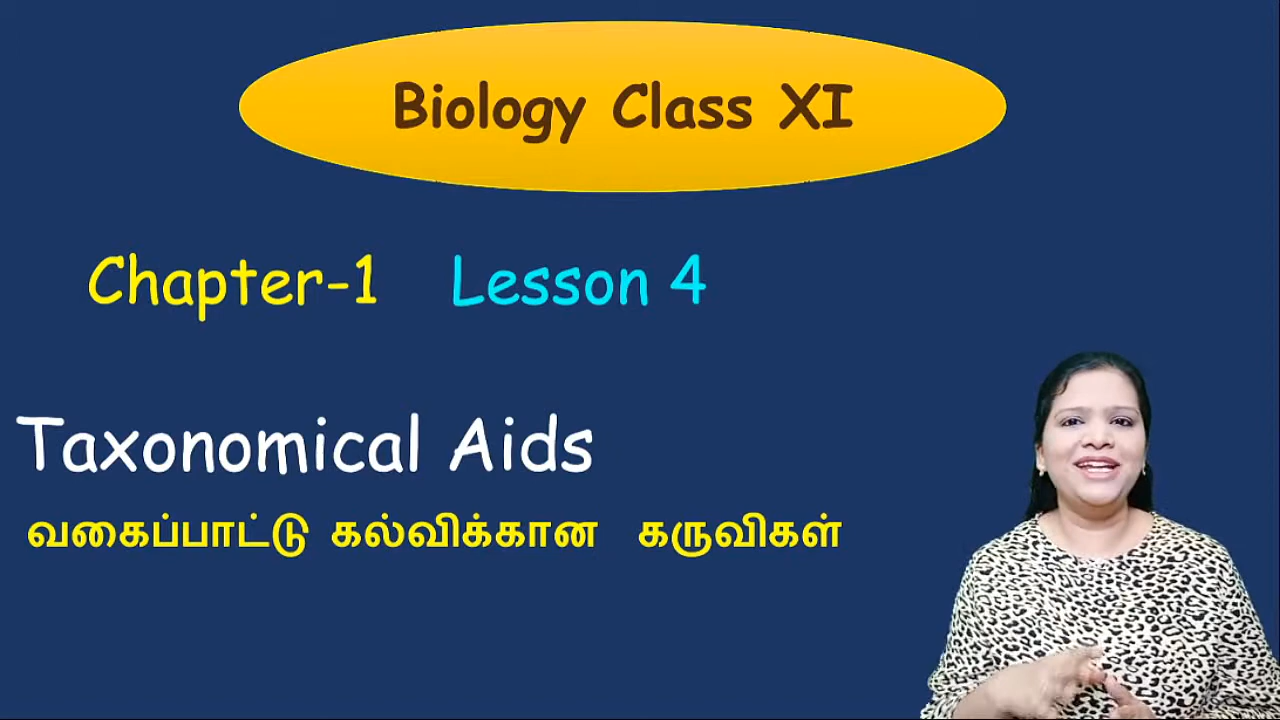 Biology Class XI
Chapter-1 Lesson 4
Taxonomical Aids
வகைப்பாட்டு கல்விக்கான கருவிகள்